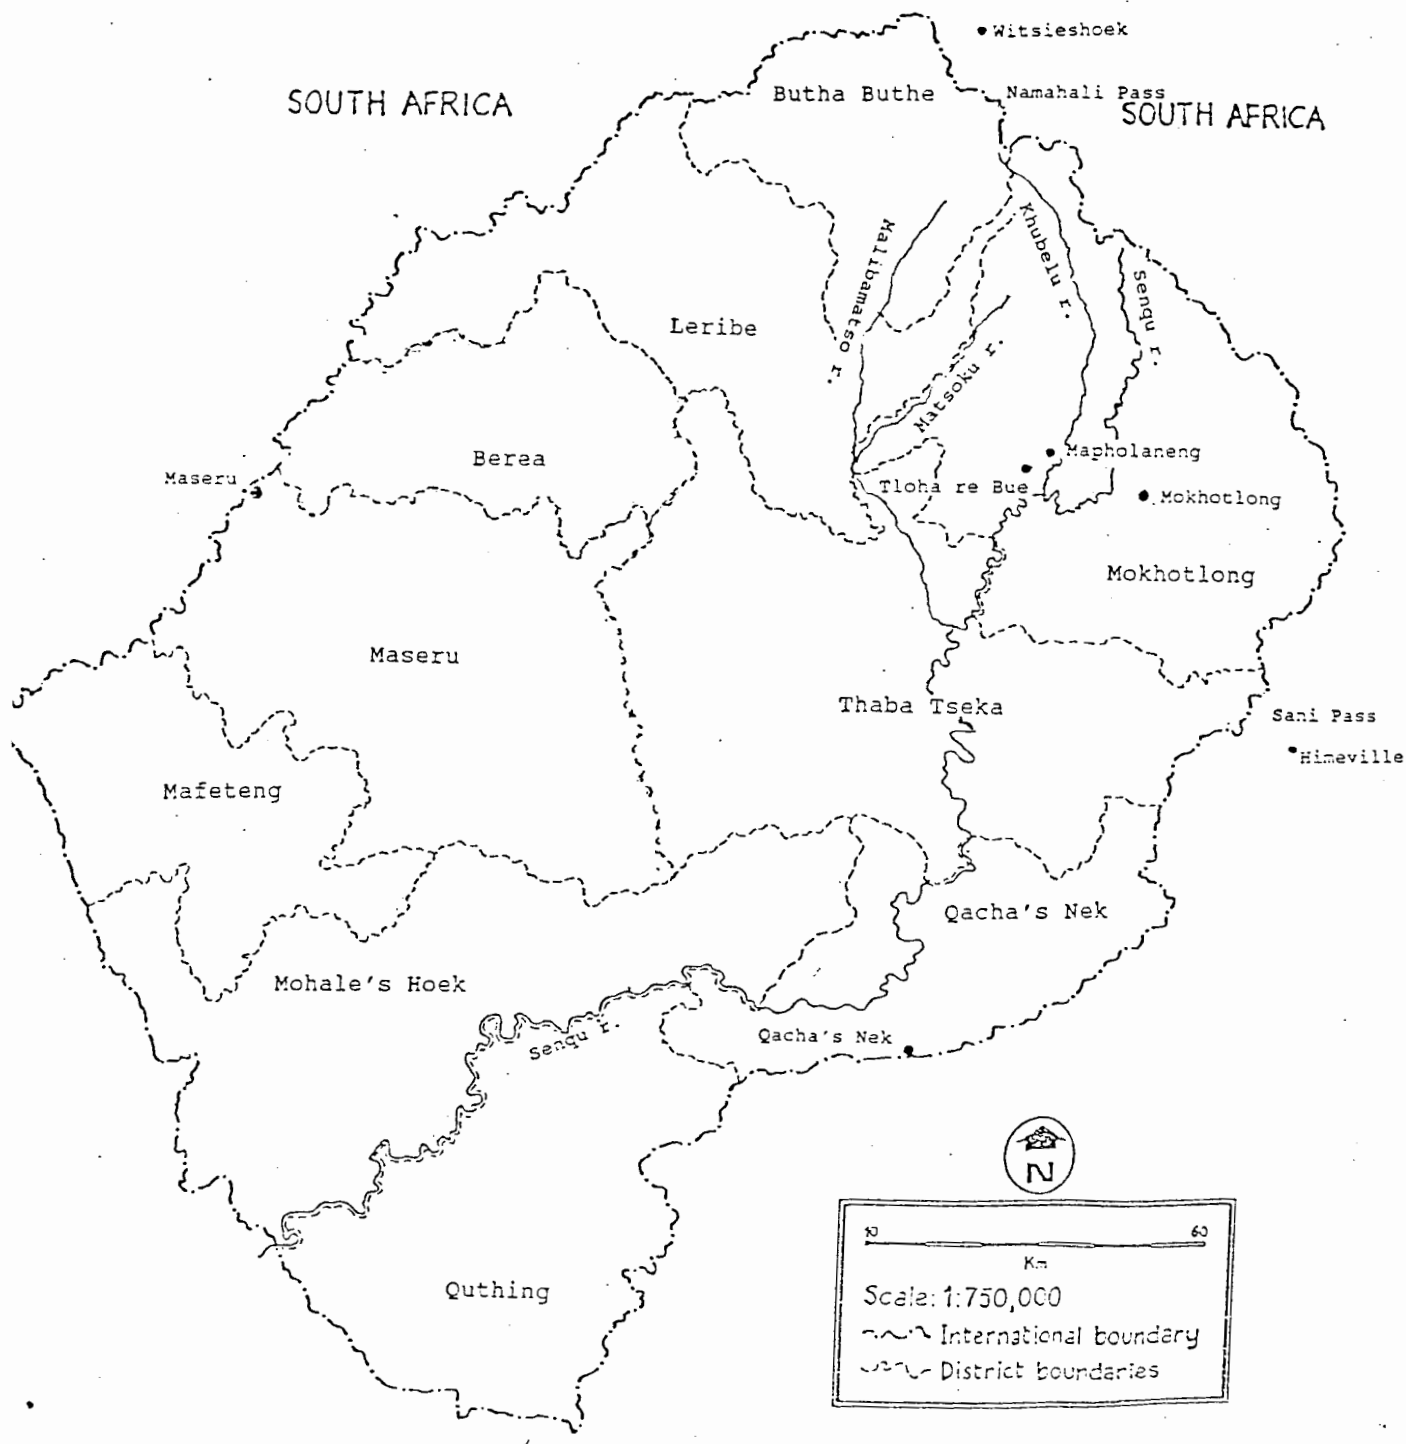 Witsieshoek
SOUTH AFRICA
Butha Buthe
Namahali Pass
SOUTH AFRICA
Malibamatso r.
Khubelu r.
Senqu r.
Leribe
Matsoku r.
Berea
Mapholaneng
Maseru
Tloha re Bue
Mokhotlong
Mokhotlong
Maseru
Thaba Tseka
Sani Pass
Himeville
Mafeteng
Qacha's Nek
Mohale's Hoek
Senqu r.
Qacha's Nek
N
10 60
Km
Quthing
Scale: 1:750,000
International boundary
District boundaries